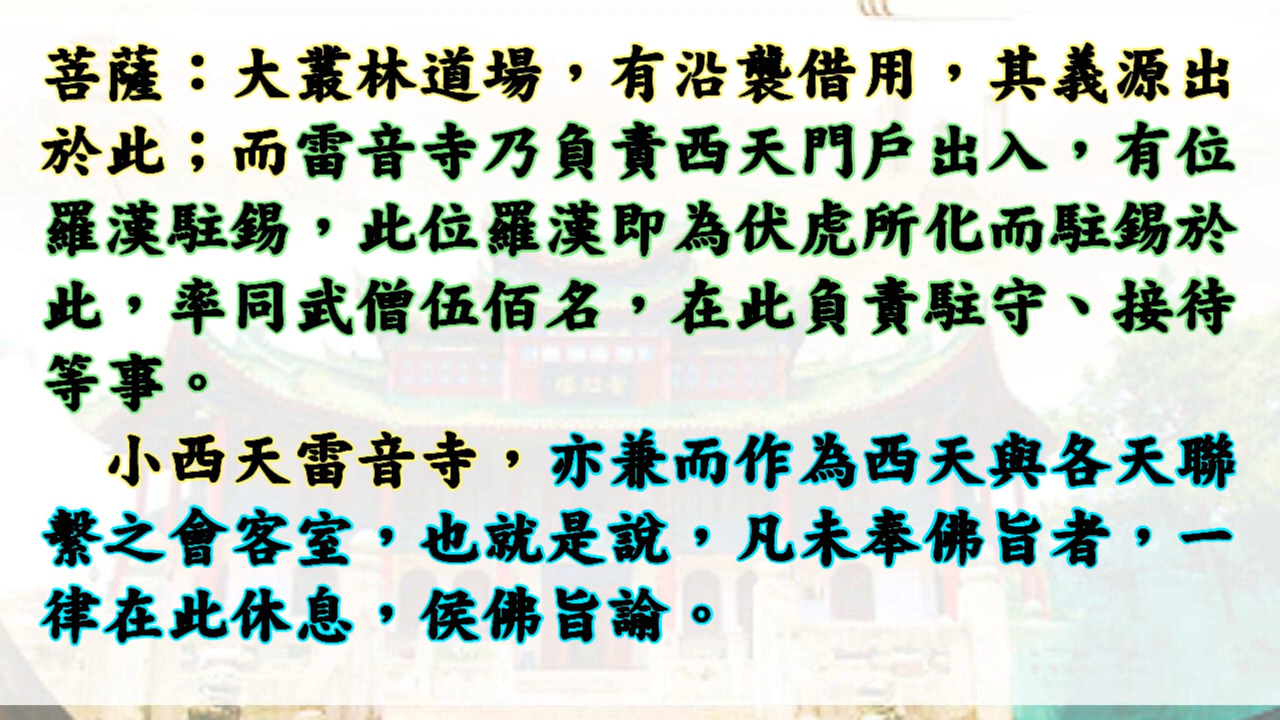 菩薩：大叢林道場，有沿襲借用，其義源出
於此；而雷音寺乃負責西天門戶出入，有位
羅漢駐錫，此位羅漢即為伏虎所化而駐錫於
此，率同武僧伍佰名，在此負責駐守、接待
等事。
小西天雷音寺，亦兼而作為西天與各天聯
繫之會客室，也就是說，凡未奉佛旨者，一
律在此休息，侯佛旨諭。